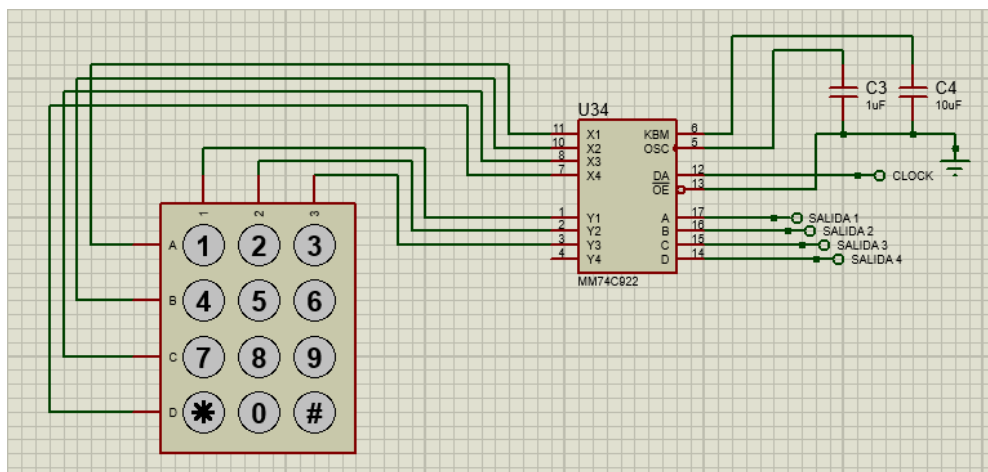 U34
11 X1 KBM 6
10 X2 OSC 5
8 X3
7 X4 DA 12
OE 13
1 Y1 A 17
2 Y2 B 16
3 Y3 C 15
4 Y4 D 14
MM74C922
C3
1uF
C4
10uF
CLOCK
SALIDA 1
SALIDA 2
SALIDA 3
SALIDA 4
1 2 3
A 1 2 3
B 4 5 6
C 7 8 9
D * 0 #